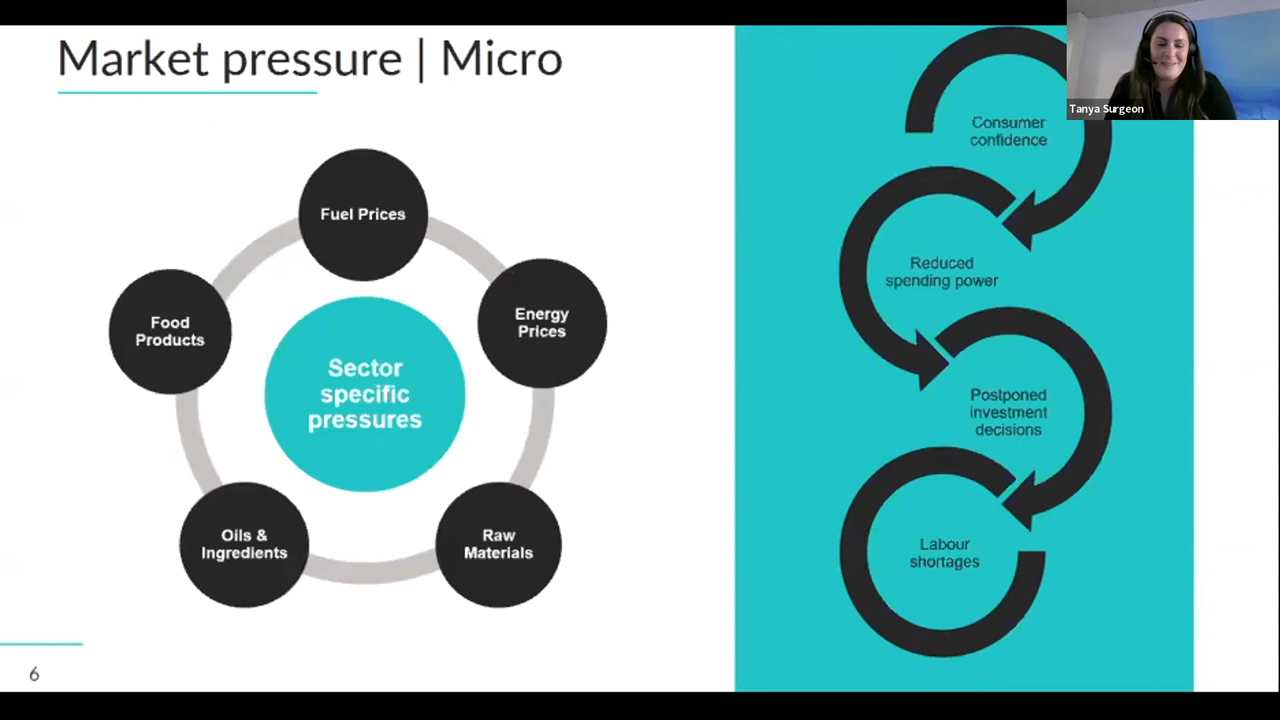 Market pressure | Micro
Tanya Surgeon
Fuel Prices
Energy
Prices
Raw
Materials
Oils &
Ingredients
Food
Products
Sector
specific
pressures
Consumer
confidence
Reduced
spending power
Postponed
investment
decisions
Labour
shortages
6